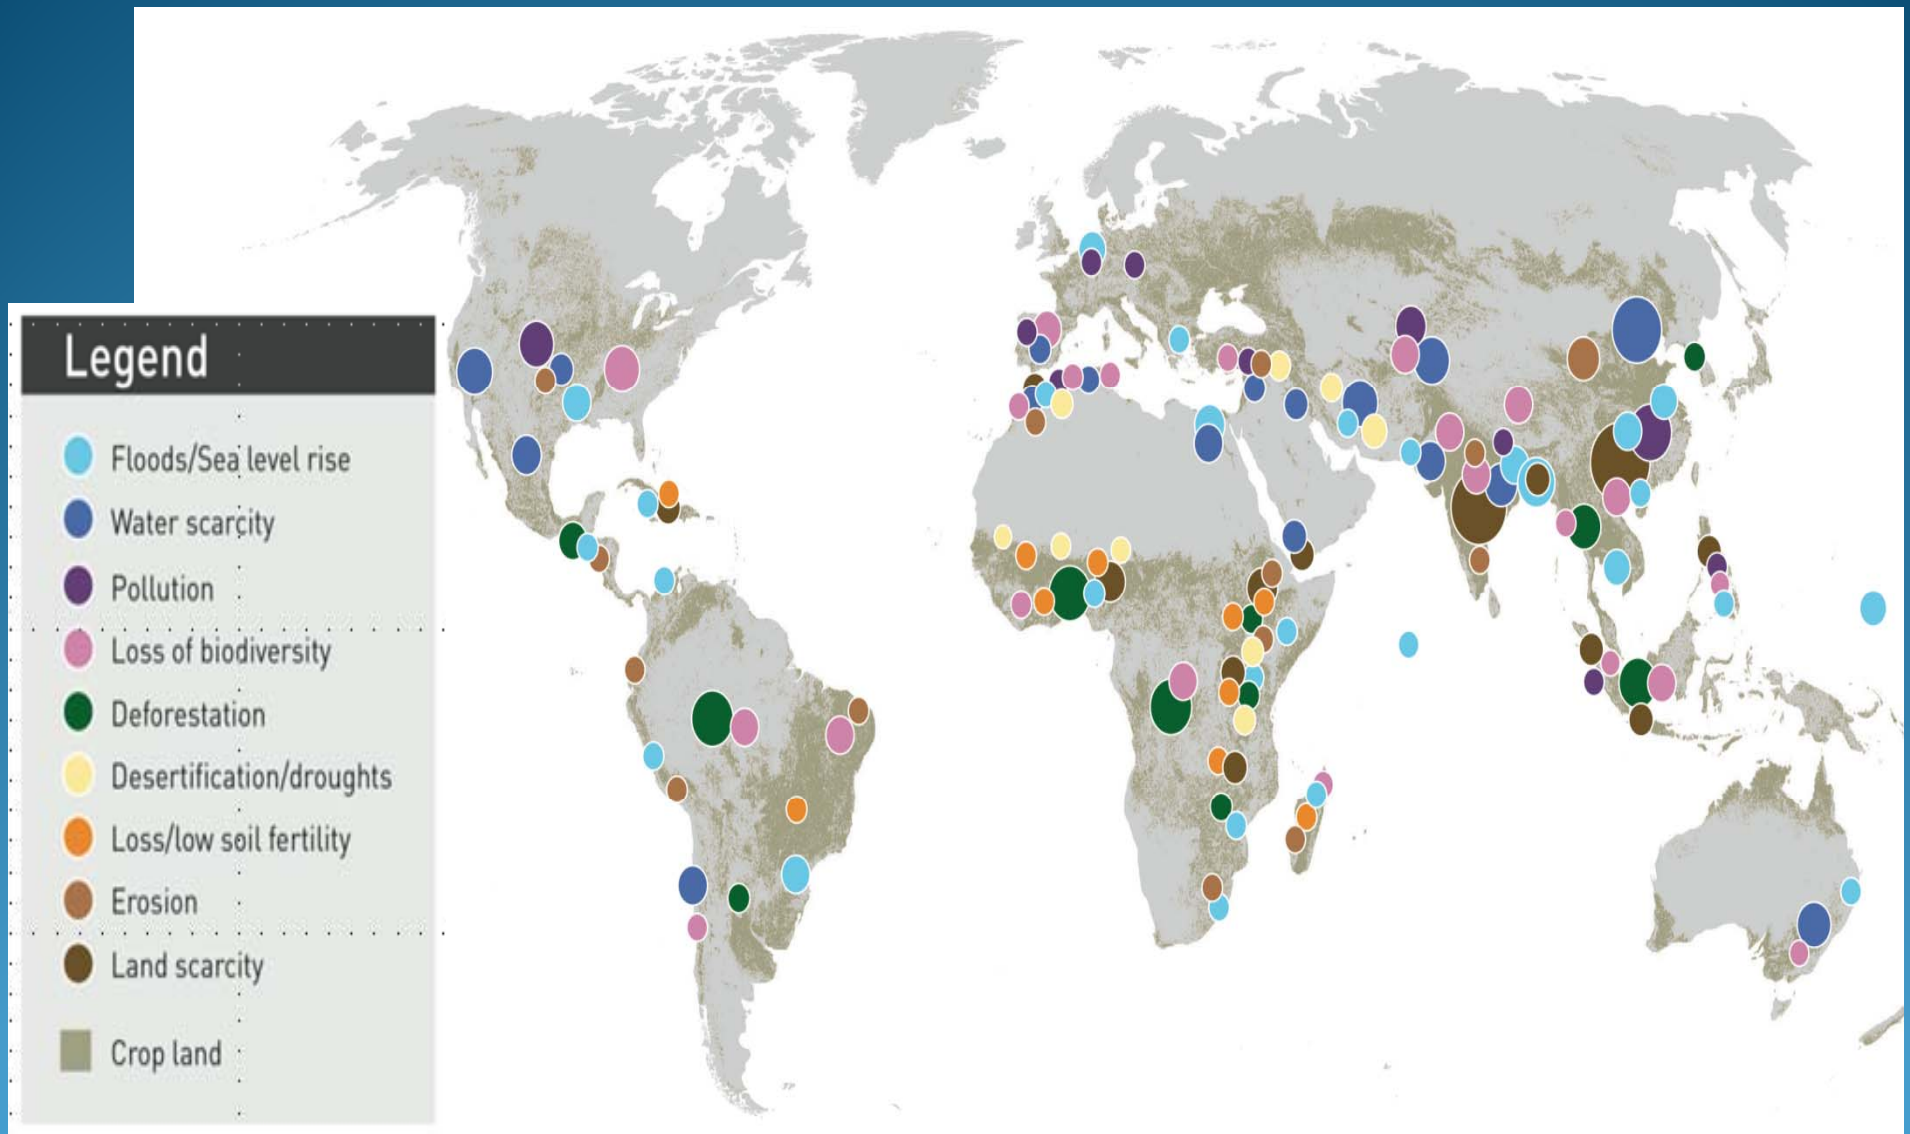 Legend
Floods/Sea level rise
Water scarcity
Pollution
Loss of biodiversity
Deforestation
Desertification/droughts
Loss/low soil fertility
Erosion
Land scarcity
Crop land